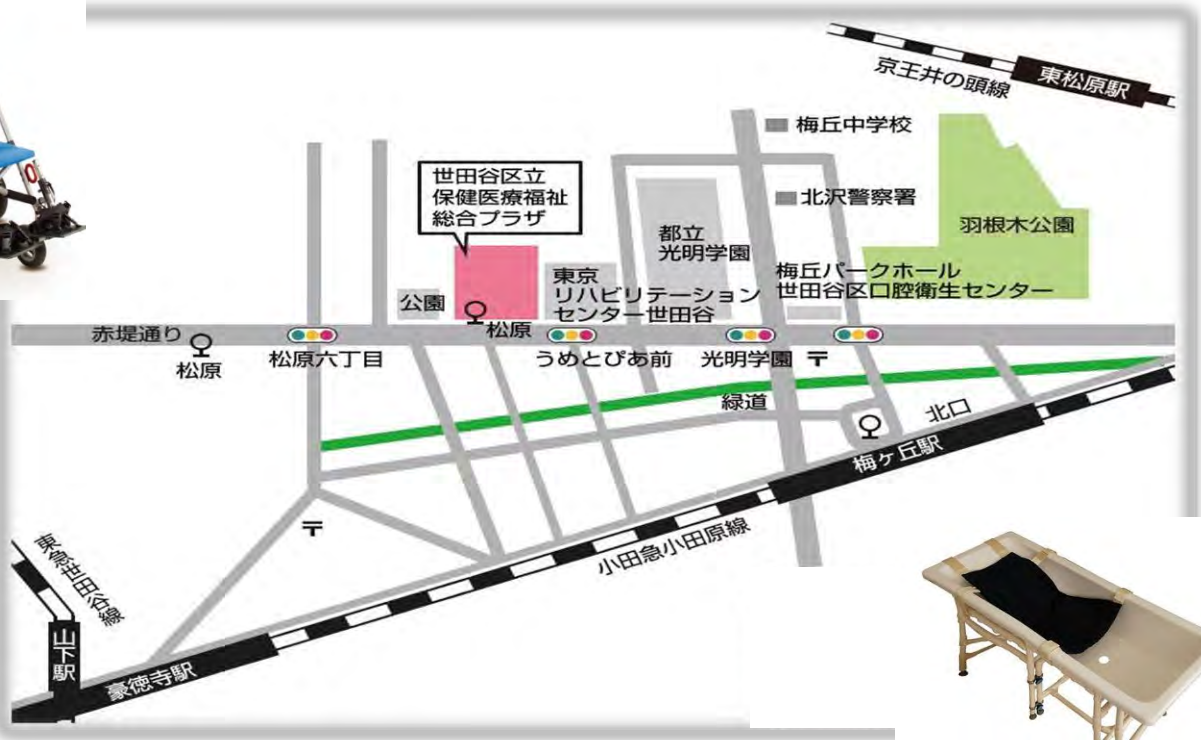 東松原駅
京王井の頭線
梅丘中学校
世田谷区立
保健医療福祉
総合プラザ
北沢警察署
羽根木公園
都立
光明学園
東京
リハビリテーション
センター世田谷
梅丘パークホール
世田谷区口腔衛生センター
公園
松原
赤堤通り
松原
松原六丁目
うめとぴあ前
光明学園
〒
緑道
北口
梅ヶ丘駅
〒
小田急小田原線
東急世田谷線
山下駅
豪徳寺駅